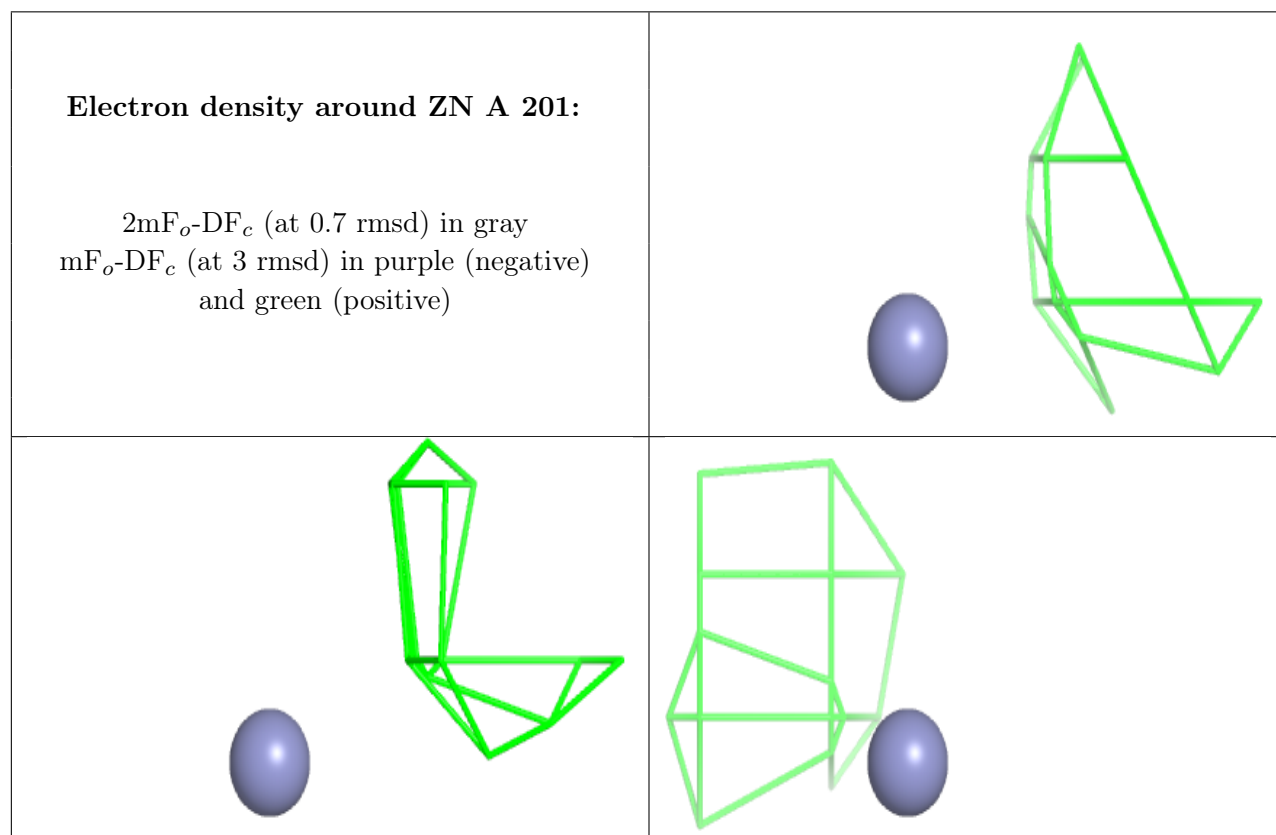 Electron density around ZN A 201:
2mFo-DFc (at 0.7 rmsd) in gray
mFo-DFc (at 3 rmsd) in purple (negative)
and green (positive)